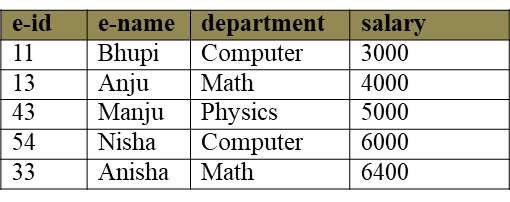 e-id e-name department salary
11 Bhupi Computer 3000
13 Anju Math 4000
43 Manju Physics 5000
54 Nisha Computer 6000
33 Anisha Math 6400